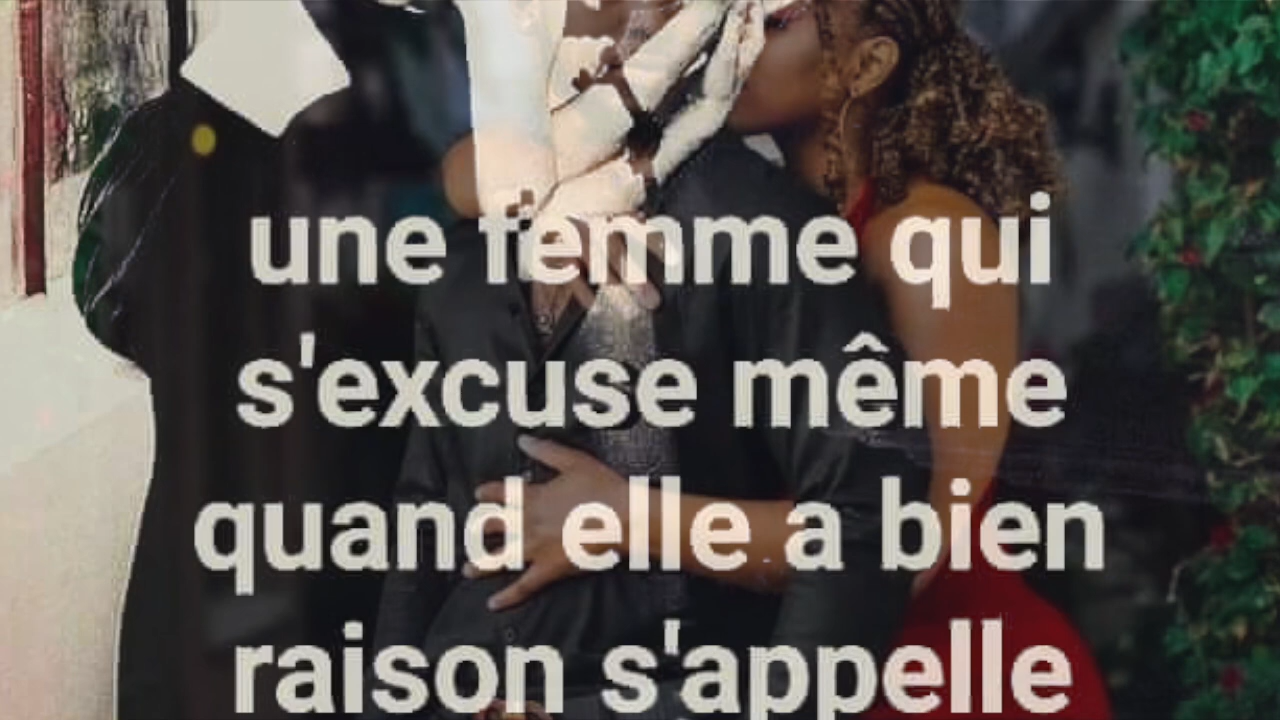 une femme qui
s'excuse même
quand elle a bien
raison s'appelle